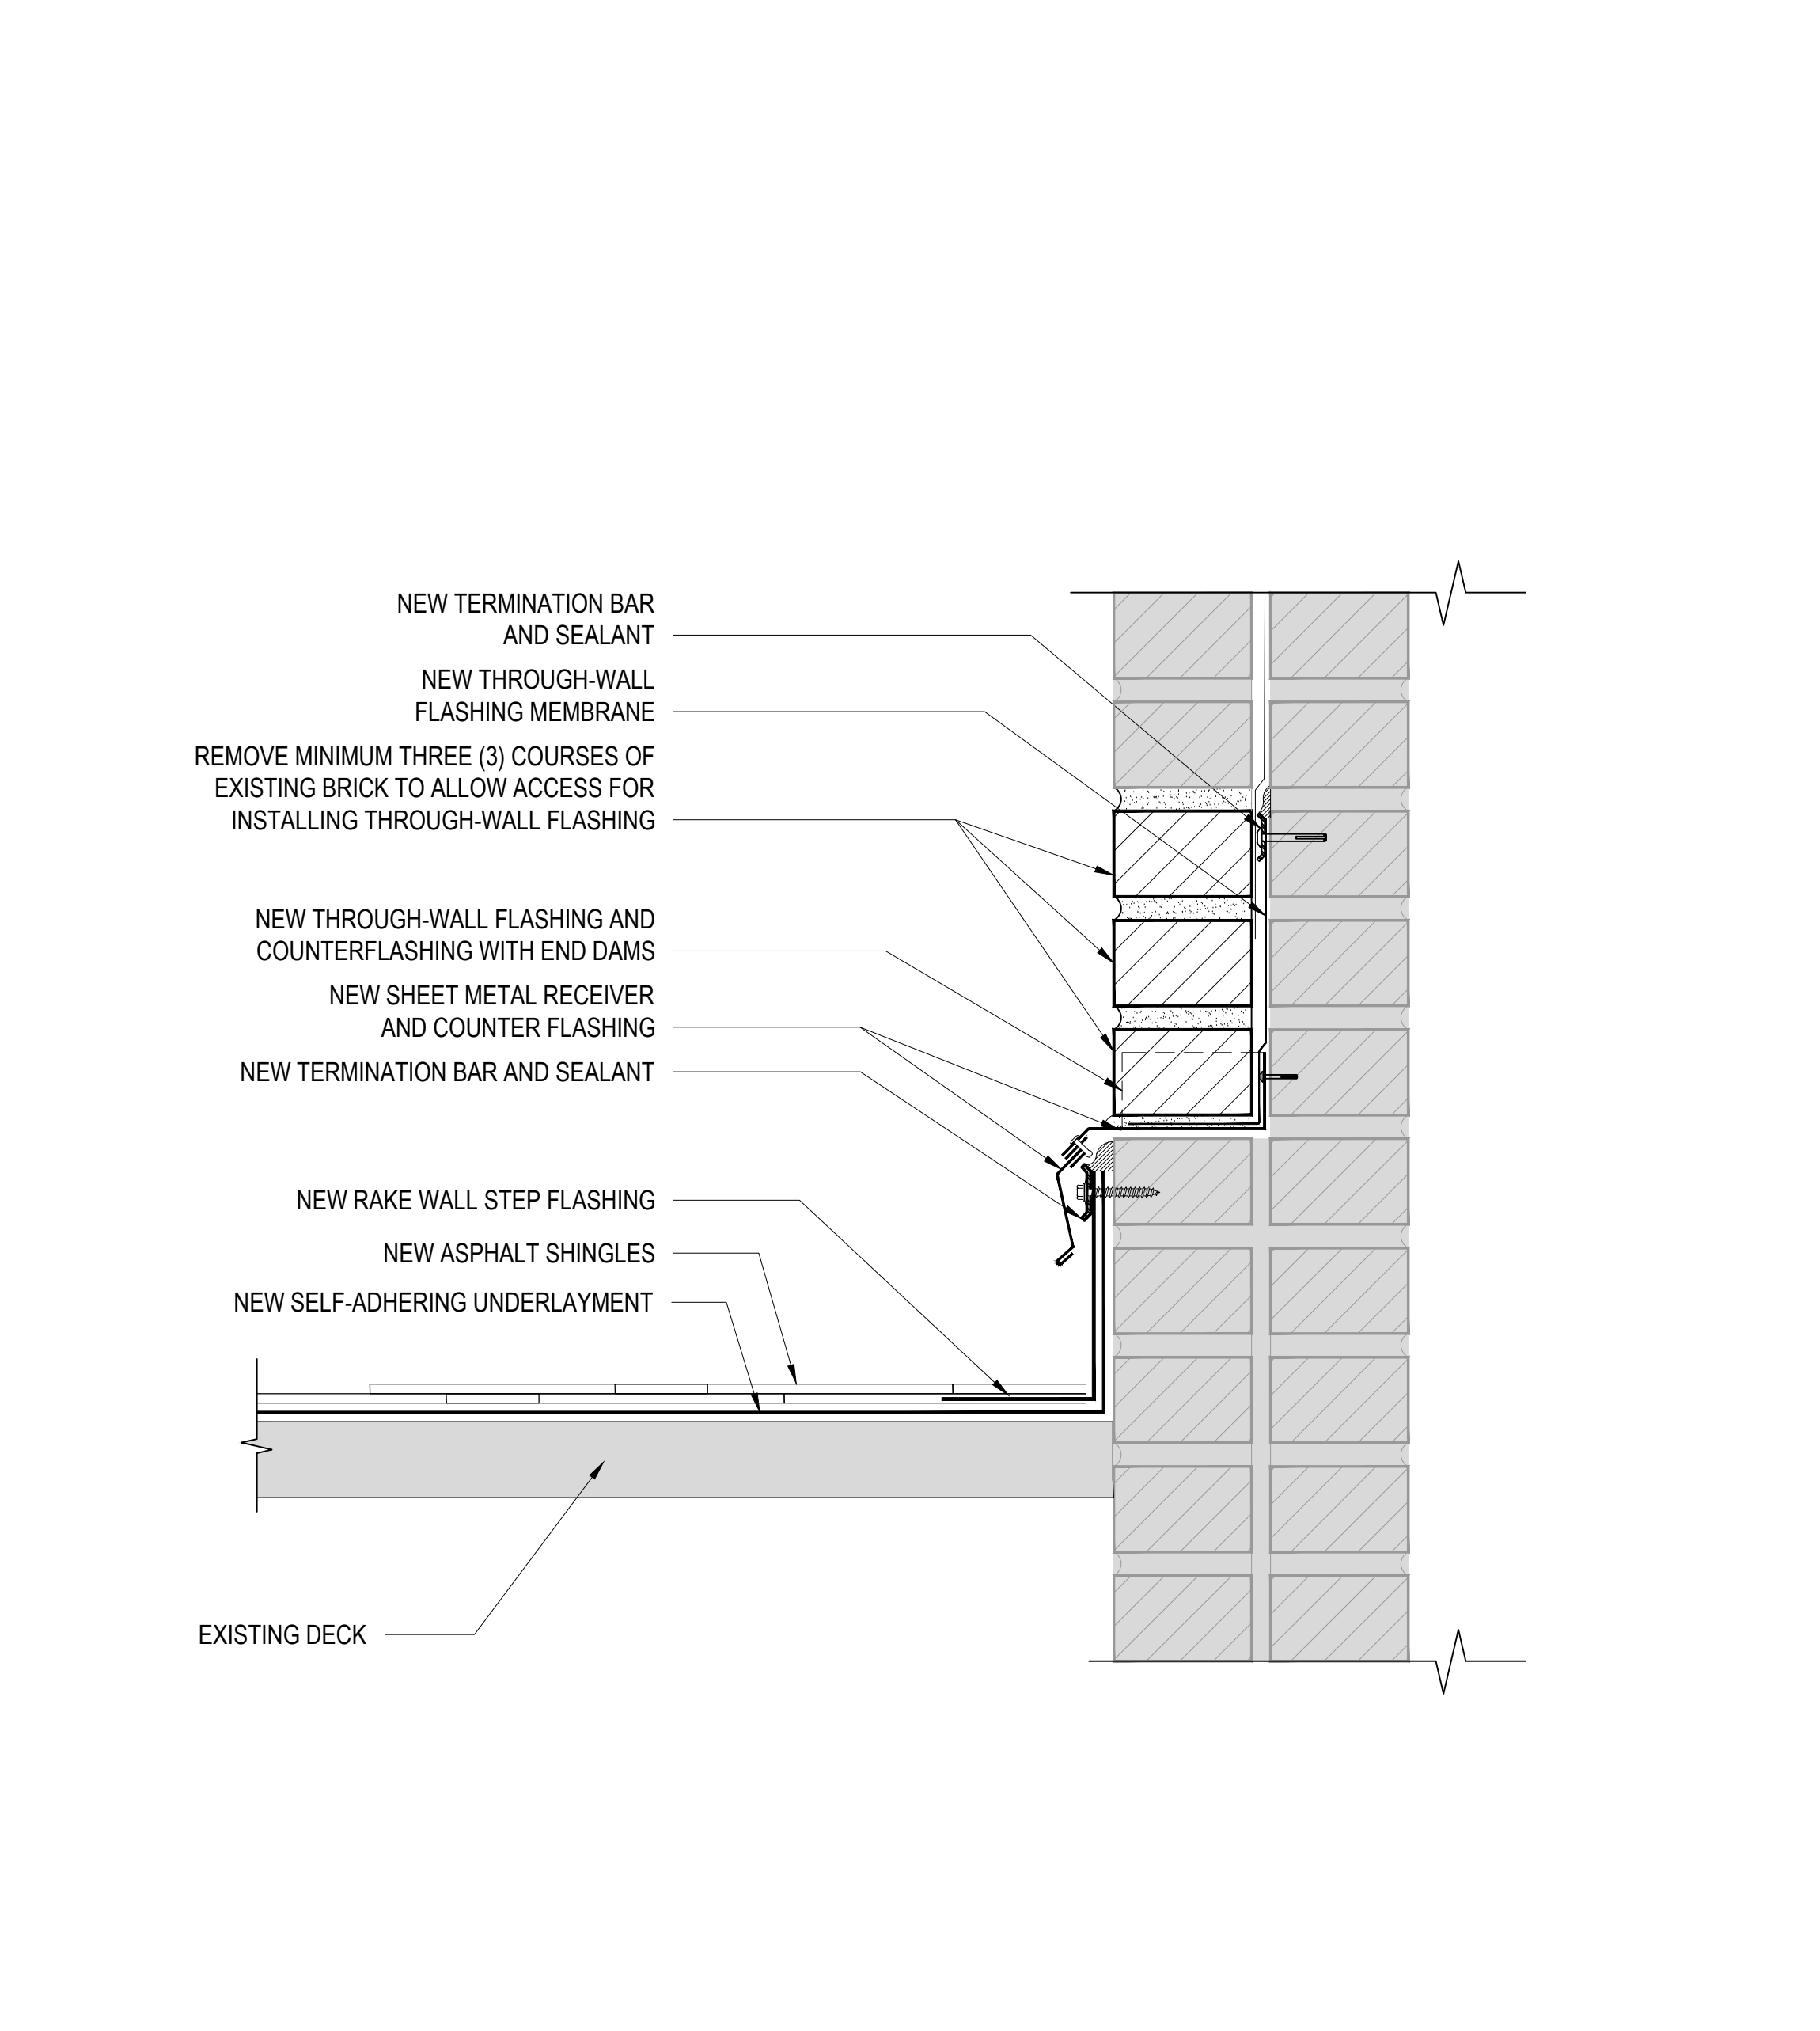 NEW TERMINATION BAR
AND SEALANT
NEW THROUGH-WALL
FLASHING MEMBRANE
REMOVE MINIMUM THREE (3) COURSES OF
EXISTING BRICK TO ALLOW ACCESS FOR
INSTALLING THROUGH-WALL FLASHING
NEW THROUGH-WALL FLASHING AND
COUNTERFLASHING WITH END DAMS
NEW SHEET METAL RECEIVER
AND COUNTER FLASHING
NEW TERMINATION BAR AND SEALANT
NEW RAKE WALL STEP FLASHING
NEW ASPHALT SHINGLES
NEW SELF-ADHERING UNDERLAYMENT
EXISTING DECK